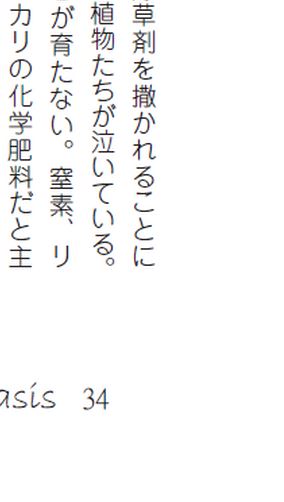 草剤を撒かれることに
植物たちが泣いている。
が育たない。窒素、リ
カリの化学肥料だと主
asis 34